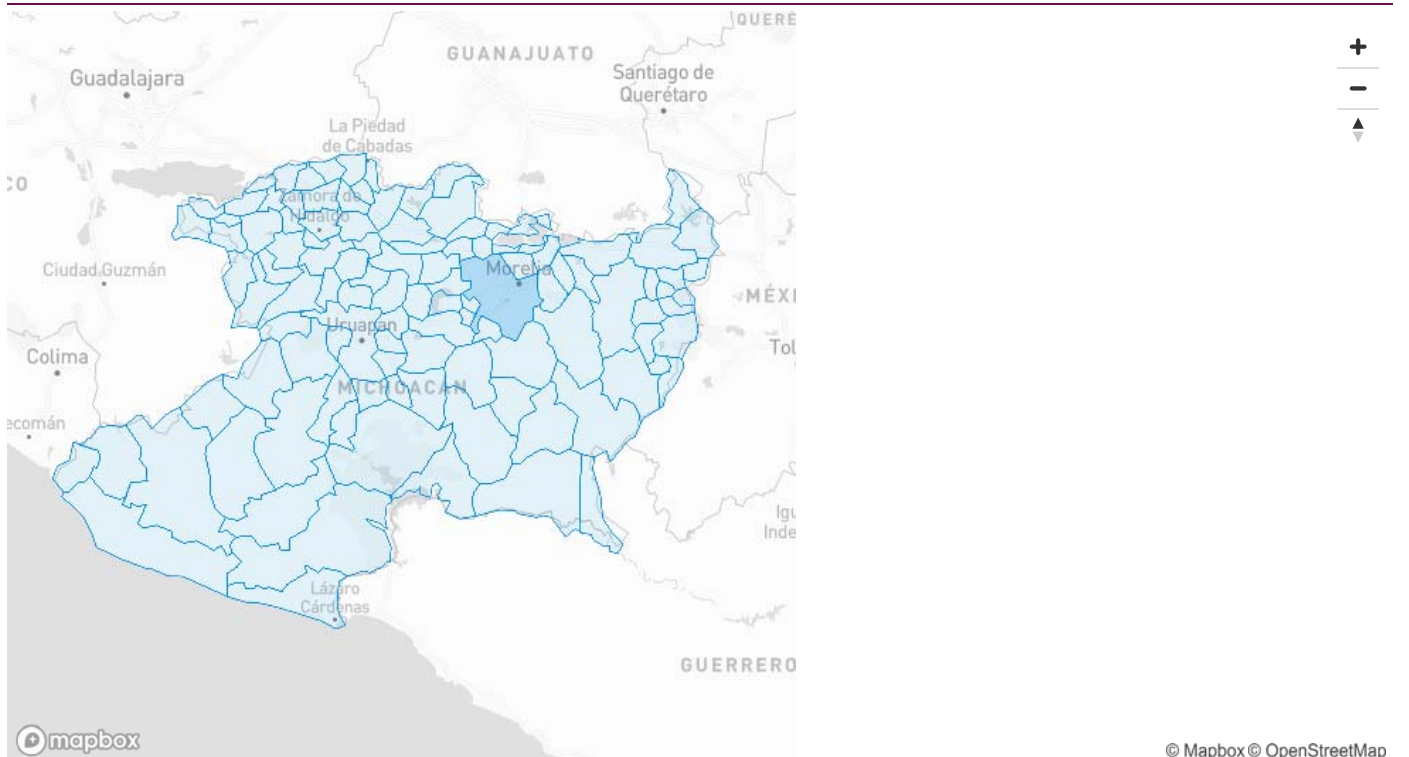 QUERÉ
GUANAJUATO
Guadalajara
Santiago de
Querétaro
La Piedad
de Cabadas
CO
Zamora de
Hidalgo
Ciudad Guzmán
Morelia
MÉXI
Uruapan
Colima
Tol
MICHOACÁN
ecomán
Igu
Inde
Lázaro
Cárdenas
GUERRERO
mapbox
© Mapbox © OpenStreetMap